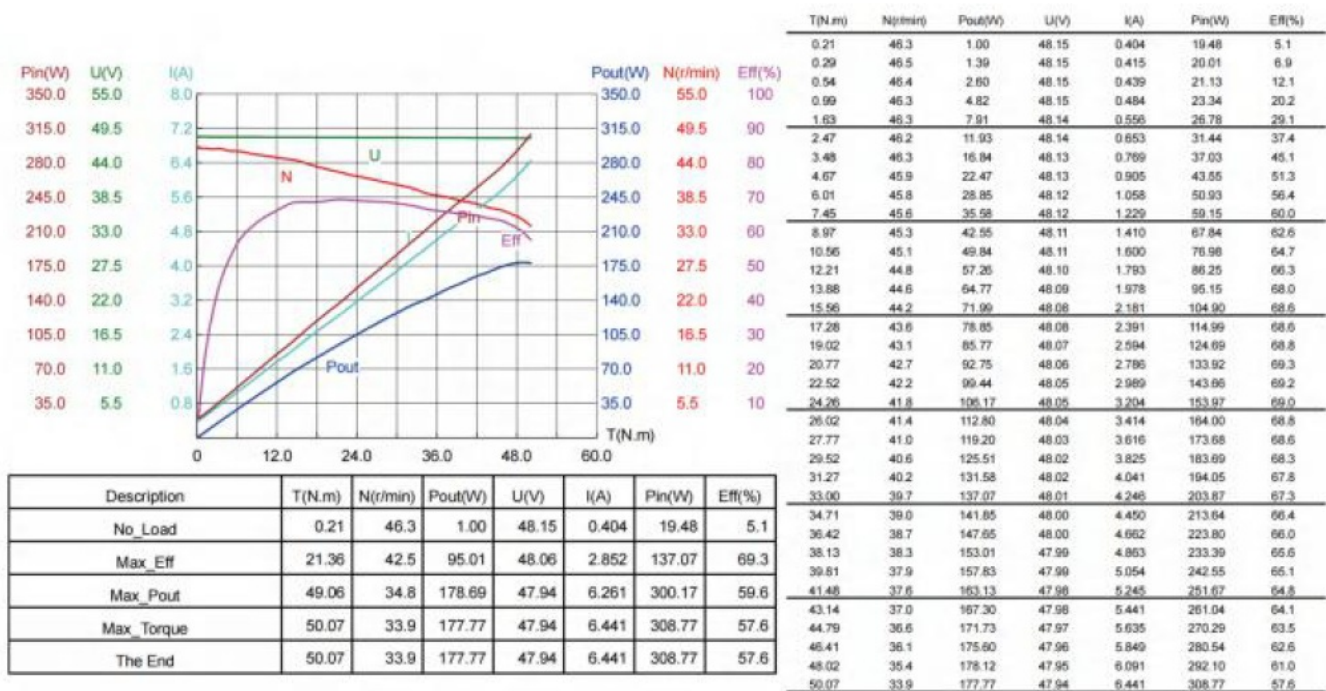 Pin(W) U(V) I(A) Pout(W) N(r/min) Eff(%)
350.0 55.0 8.0 350.0 55.0 100
315.0 49.5 7.2 315.0 49.5 90
280.0 44.0 6.4 280.0 44.0 80
245.0 38.5 5.6 245.0 38.5 70
210.0 33.0 4.8 210.0 33.0 60
175.0 27.5 4.0 175.0 27.5 50
140.0 22.0 3.2 140.0 22.0 40
105.0 16.5 2.4 105.0 16.5 30
70.0 11.0 1.6 70.0 11.0 20
35.0 5.5 0.8 35.0 5.5 10
U
N
Pin
I
Eff
Pout
T(N.m)
0 12.0 24.0 36.0 48.0 60.0
Description T(N.m) N(r/min) Pout(W) U(V) I(A) Pin(W) Eff(%)
No_Load 0.21 46.3 1.00 48.15 0.404 19.48 5.1
Max_Eff 21.36 42.5 95.01 48.06 2.852 137.07 69.3
Max_Pout 49.06 34.8 178.69 47.94 6.261 300.17 59.6
Max_Torque 50.07 33.9 177.77 47.94 6.441 308.77 57.6
The End 50.07 33.9 177.77 47.94 6.441 308.77 57.6
T(N.m) N(r/min) Pout(W) U(V) I(A) Pin(W) Eff(%)
0.21 46.3 1.00 48.15 0.404 19.48 5.1
0.29 46.5 1.39 48.15 0.415 20.01 6.9
0.54 46.4 2.60 48.15 0.439 21.13 12.1
0.99 46.3 4.82 48.15 0.484 23.34 20.2
1.63 46.3 7.91 48.14 0.556 26.78 29.1
2.47 46.2 11.93 48.14 0.653 31.44 37.4
3.48 46.3 16.84 48.13 0.769 37.03 45.1
4.67 45.9 22.47 48.13 0.905 43.55 51.3
6.01 45.8 28.85 48.12 1.058 50.93 56.4
7.45 45.6 35.58 48.12 1.229 59.15 60.0
8.97 45.3 42.55 48.11 1.410 67.84 62.6
10.56 45.1 49.84 48.11 1.600 76.98 64.7
12.21 44.8 57.26 48.10 1.793 86.25 66.3
13.88 44.6 64.77 48.09 1.978 95.15 68.0
15.56 44.2 71.99 48.08 2.181 104.90 68.6
17.28 43.6 78.85 48.08 2.391 114.99 68.6
19.02 43.1 85.77 48.07 2.594 124.69 68.8
20.77 42.7 92.75 48.06 2.786 133.92 69.3
22.52 42.2 99.44 48.05 2.989 143.66 69.2
24.26 41.8 106.17 48.05 3.204 153.97 69.0
26.02 41.4 112.80 48.04 3.414 164.00 68.8
27.77 41.0 119.20 48.03 3.616 173.68 68.6
29.52 40.6 125.51 48.02 3.825 183.69 68.3
31.27 40.2 131.58 48.02 4.041 194.05 67.8
33.00 39.7 137.07 48.01 4.246 203.87 67.3
34.71 39.0 141.85 48.00 4.450 213.64 66.4
36.42 38.7 147.65 48.00 4.662 223.80 66.0
38.13 38.3 153.01 47.99 4.863 233.39 65.6
39.81 37.9 157.83 47.99 5.054 242.55 65.1
41.48 37.6 163.13 47.98 5.245 251.67 64.8
43.14 37.0 167.30 47.98 5.441 261.04 64.1
44.79 36.6 171.73 47.97 5.635 270.29 63.5
46.41 36.1 175.60 47.96 5.849 280.54 62.6
48.02 35.4 178.12 47.95 6.091 292.10 61.0
50.07 33.9 177.77 47.94 6.441 308.77 57.6